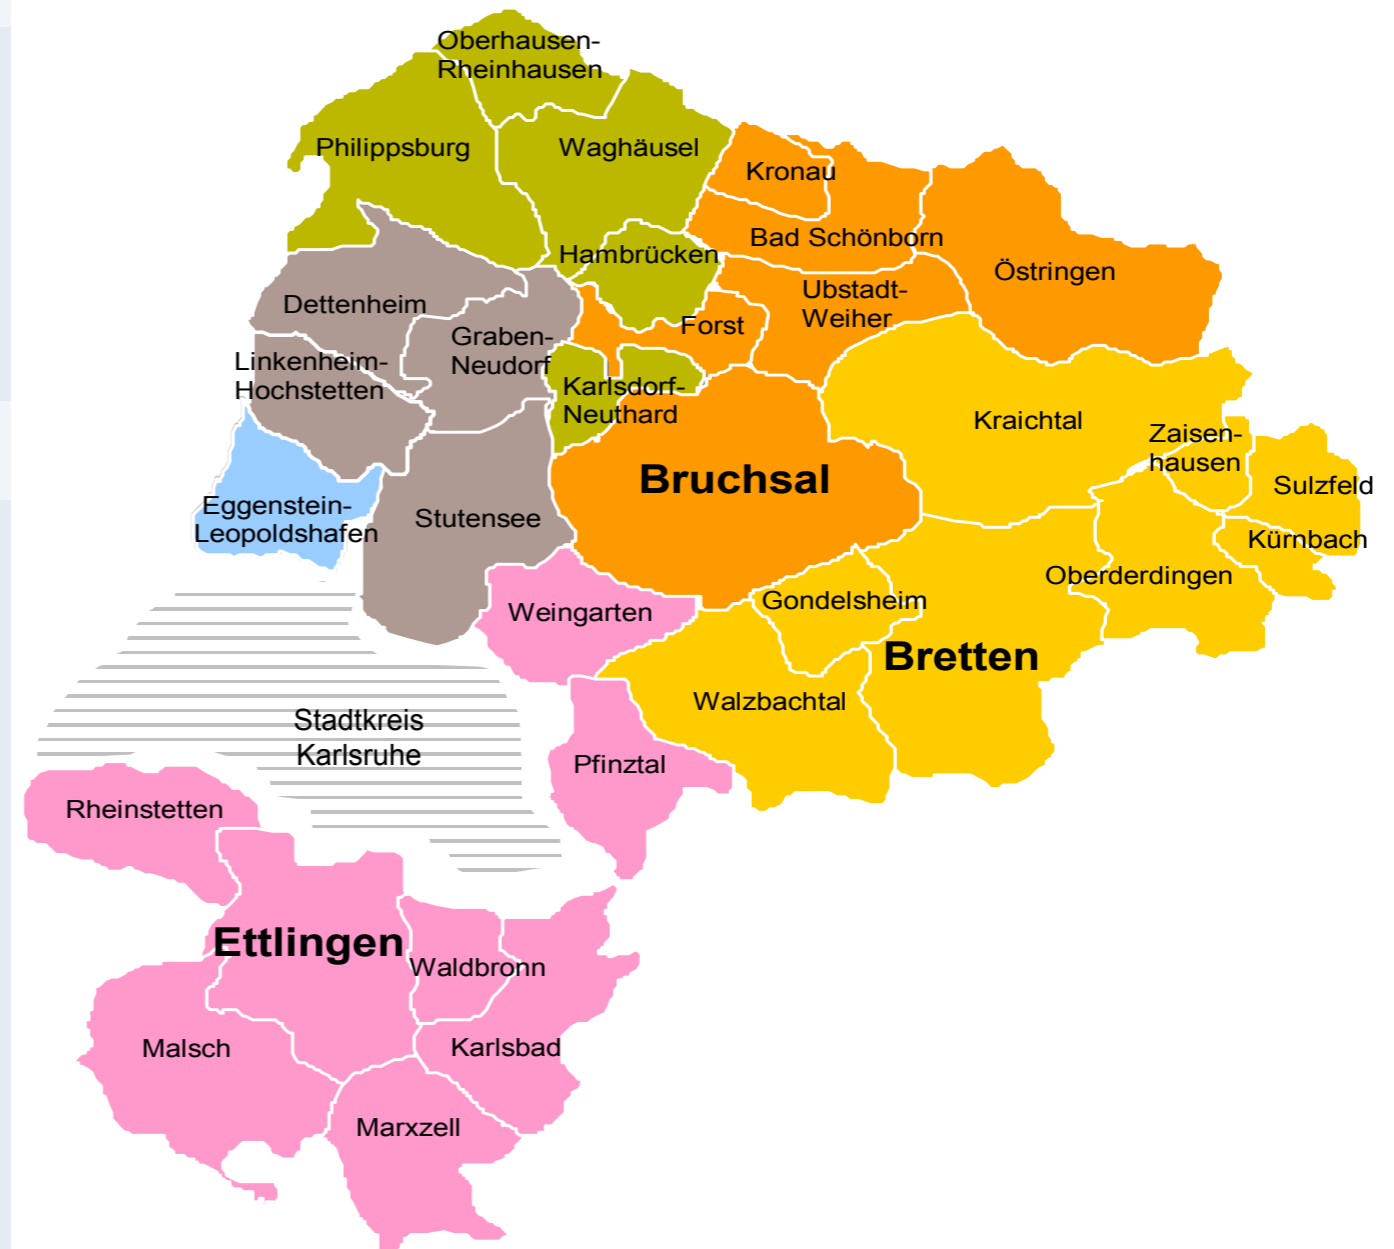 Oberhausen-
Rheinhausen
Philippsburg
Waghäusel
Kronau
Bad Schönborn
Hambrücken
Östringen
Dettenheim
Ubstadt-
Weiher
Forst
Graben-
Neudorf
Linkenheim-
Hochstetten
Karlsdorf-
Neuthard
Kraichtal
Zaisen-
hausen
Bruchsal
Sulzfeld
Eggenstein-
Leopoldshafen
Stutensee
Kürnbach
Oberderdingen
Gondelsheim
Weingarten
Bretten
Walzbachtal
Stadtkreis
Karlsruhe
Pfinztal
Rheinstetten
Ettlingen
Waldbronn
Malsch
Karlsbad
Marxzell